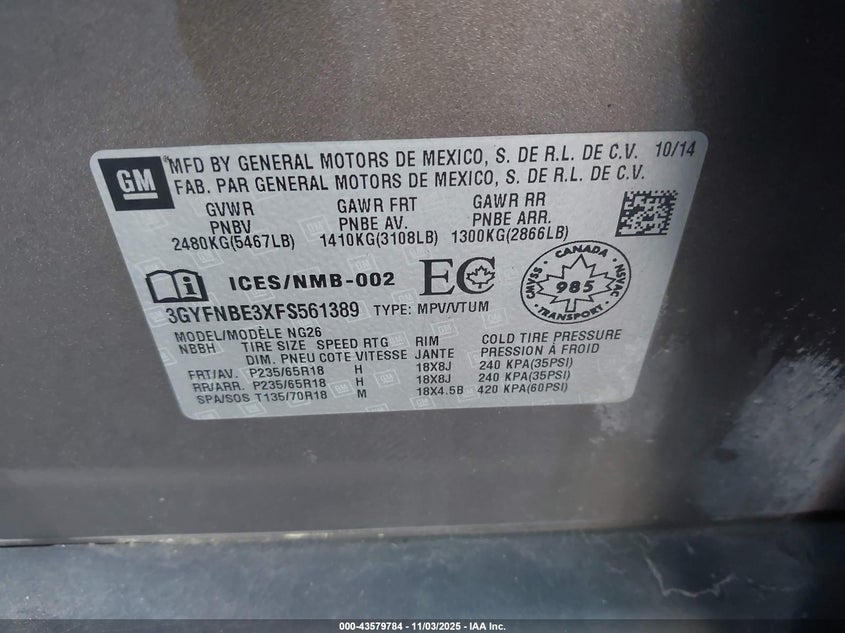 GM
MFD BY GENERAL MOTORS DE MEXICO, S. DE R.L. DE C.V. 10/14
FAB. PAR GENERAL MOTORS DE MEXICO, S. DE R.L. DE C.V.
GVWR GAWR FRT GAWR RR
PNBV PNBE AV. PNBE ARR.
2480KG(5467LB) 1410KG(3108LB) 1300KG(2866LB)
ICES/NMB-002 EC
CANADA
985
CMVSS NSVAC
TRANSPORT
3GYFNBE3XFS561389 TYPE: MPV/VTUM
MODEL/MODÈLE NG26
NBBH TIRE SIZE SPEED RTG RIM COLD TIRE PRESSURE
DIM. PNEU COTE VITESSE JANTE PRESSION À FROID
FRT/AV. P235/65R18 H 18X8J 240 KPA(35PSI)
RR/ARR. P235/65R18 H 18X8J 240 KPA(35PSI)
SPA/SOS T135/70R18 M 18X4.5B 420 KPA(60PSI)
000-43579784 | 11/03/2025 - IAA Inc.